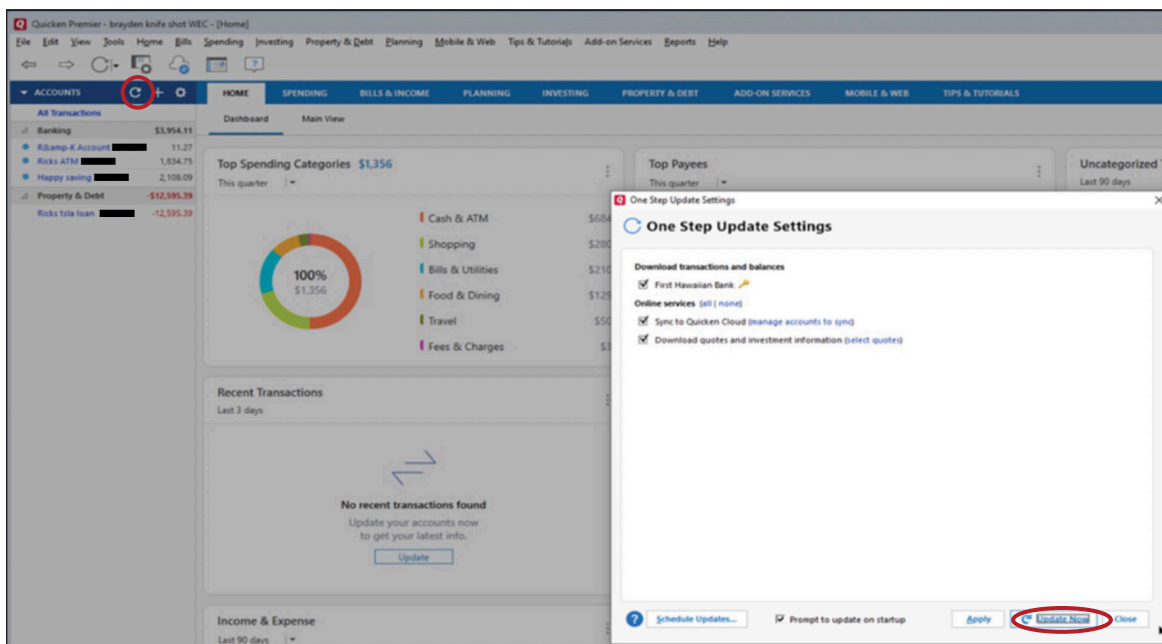 Quicken Premier - brayden knife shot WEC - [Home]
File Edit View Tools Home Bills Spending Investing Property & Debt Planning Mobile & Web Tips & Tutorials Add-on Services Reports Help
ACCOUNTS
HOME SPENDING BILLS & INCOME PLANNING INVESTING PROPERTY & DEBT ADD-ON SERVICES MOBILE & WEB TIPS & TUTORIALS
All Transactions
Dashboard Main View
Banking $3,954.11
R&amp-K Account 11.27
Ricks ATM 1,834.75
Happy saving 2,108.09
Property & Debt -$12,595.39
Ricks tsla loan -12,595.39
Top Spending Categories $1,356
This quarter
100%
$1,356
Cash & ATM $684
Shopping $280
Bills & Utilities $210
Food & Dining $129
Travel $50
Fees & Charges $3
Top Payees
This quarter
Uncategorized
Last 90 days
Recent Transactions
Last 3 days
No recent transactions found
Update your accounts now
to get your latest info.
Update
Income & Expense
Last 90 days
One Step Update Settings
One Step Update Settings
Download transactions and balances
First Hawaiian Bank
Online services (all | none)
Sync to Quicken Cloud (manage accounts to sync)
Download quotes and investment information (select quotes)
Schedule Updates... Prompt to update on startup Apply Update Now Close